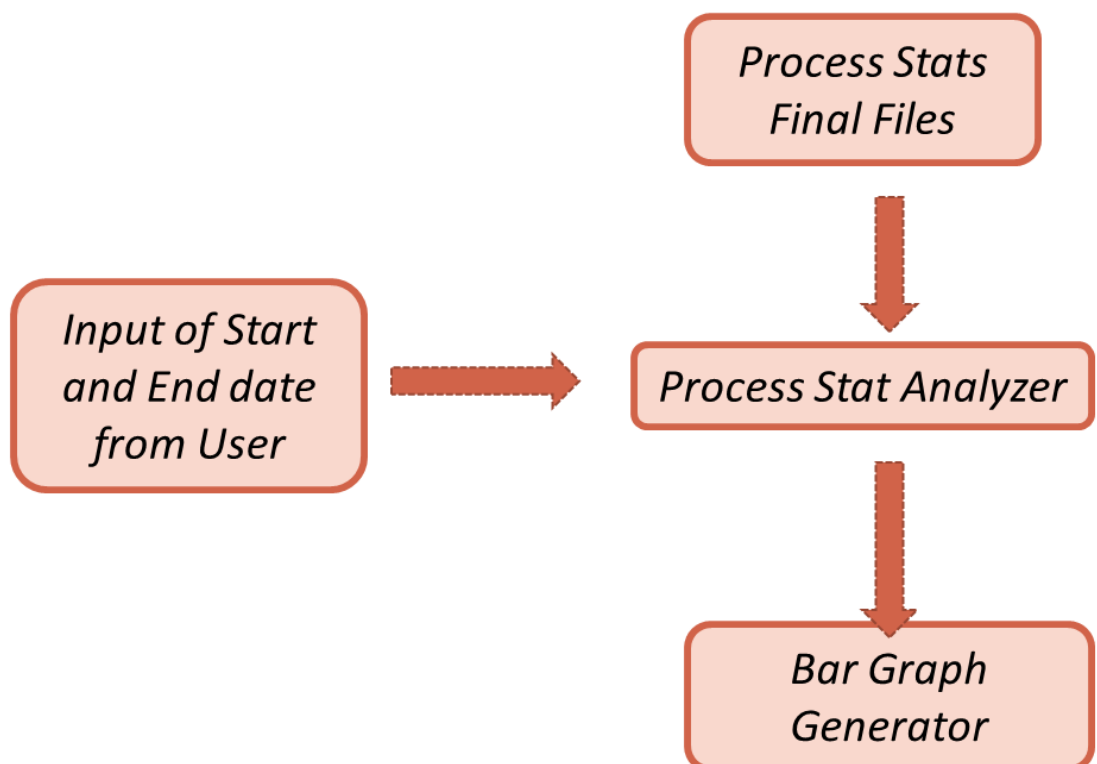 Process Stats
Final Files
Input of Start
and End date
from User
Process Stat Analyzer
Bar Graph
Generator